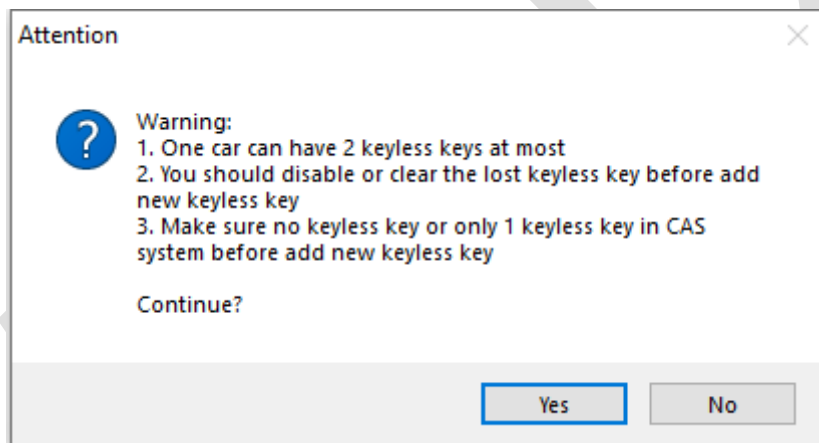 Attention
Warning:
1. One car can have 2 keyless keys at most
2. You should disable or clear the lost keyless key before add
new keyless key
3. Make sure no keyless key or only 1 keyless key in CAS
system before add new keyless key
Continue?
Yes
No